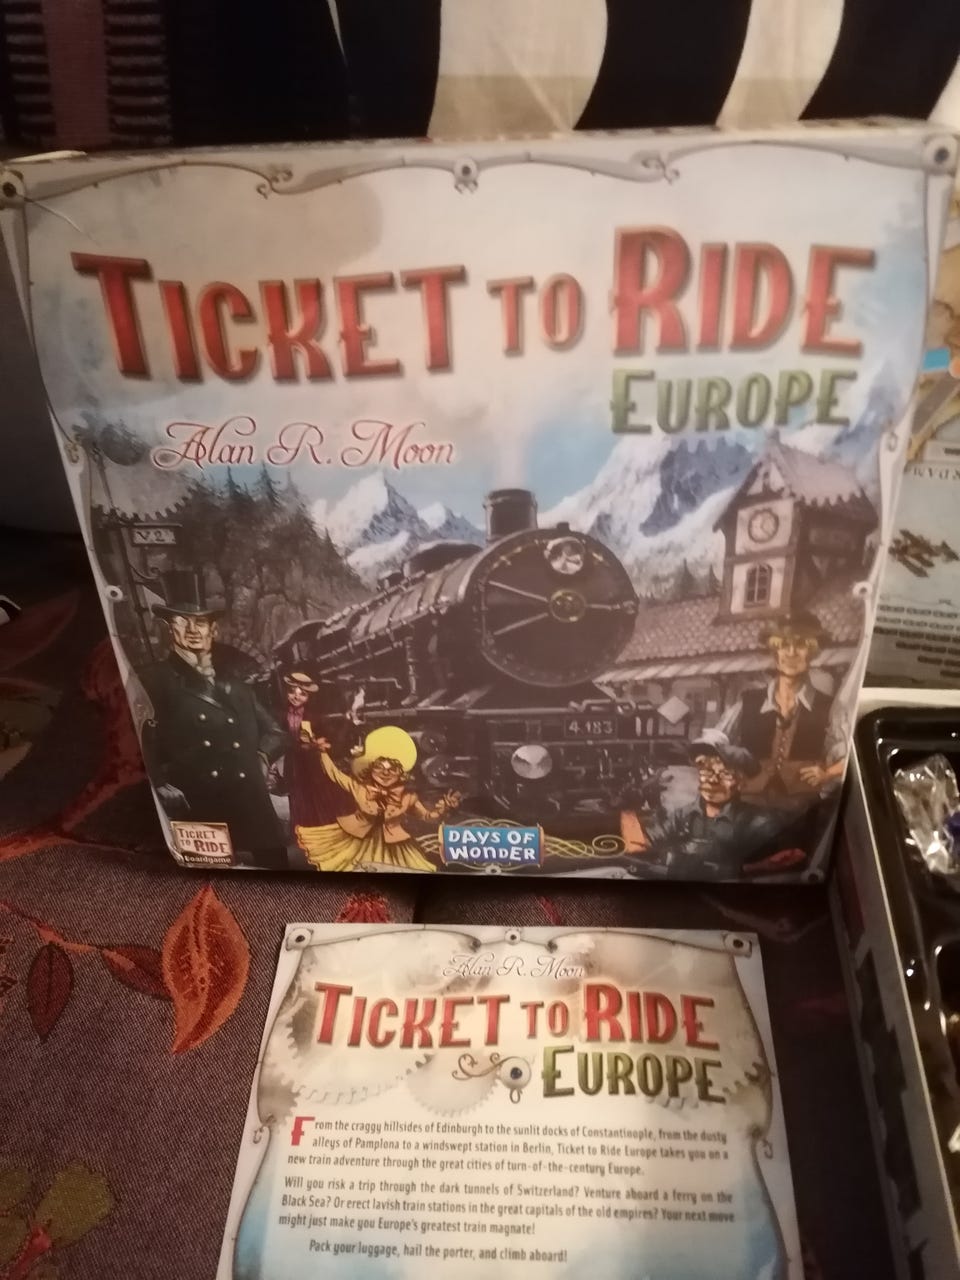 TICKET TO RIDE
EUROPE
Alan R. Moon
4 183
TICKET
TO RIDE
Boardgame
DAYS OF
WONDER
Alan R. Moon
TICKET TO RIDE
EUROPE
From the craggy hillsides of Edinburgh to the sunlit docks of Constantinople, from the dusty
alleys of Pamplona to a windswept station in Berlin, Ticket to Ride Europe takes you on a
new train adventure through the great cities of turn-of-the-century Europe.
Will you risk a trip through the dark tunnels of Switzerland? Venture aboard a ferry on the
Black Sea? Or erect lavish train stations in the great capitals of the old empires? Your next move
might just make you Europe's greatest train magnate!
Pack your luggage, hail the porter, and climb aboard!